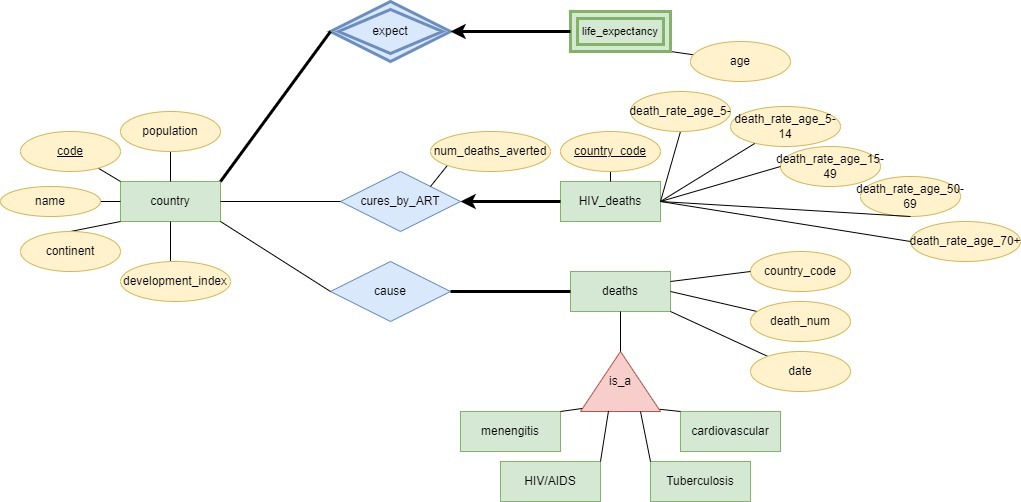 expect
life_expectancy
age
death_rate_age_5-
death_rate_age_5-
14
population
code
num_deaths_averted
country_code
death_rate_age_15-
49
name
country
cures_by_ART
HIV_deaths
death_rate_age_50-
69
continent
death_rate_age_70+
development_index
cause
deaths
country_code
death_num
date
is_a
menengitis
cardiovascular
HIV/AIDS
Tuberculosis